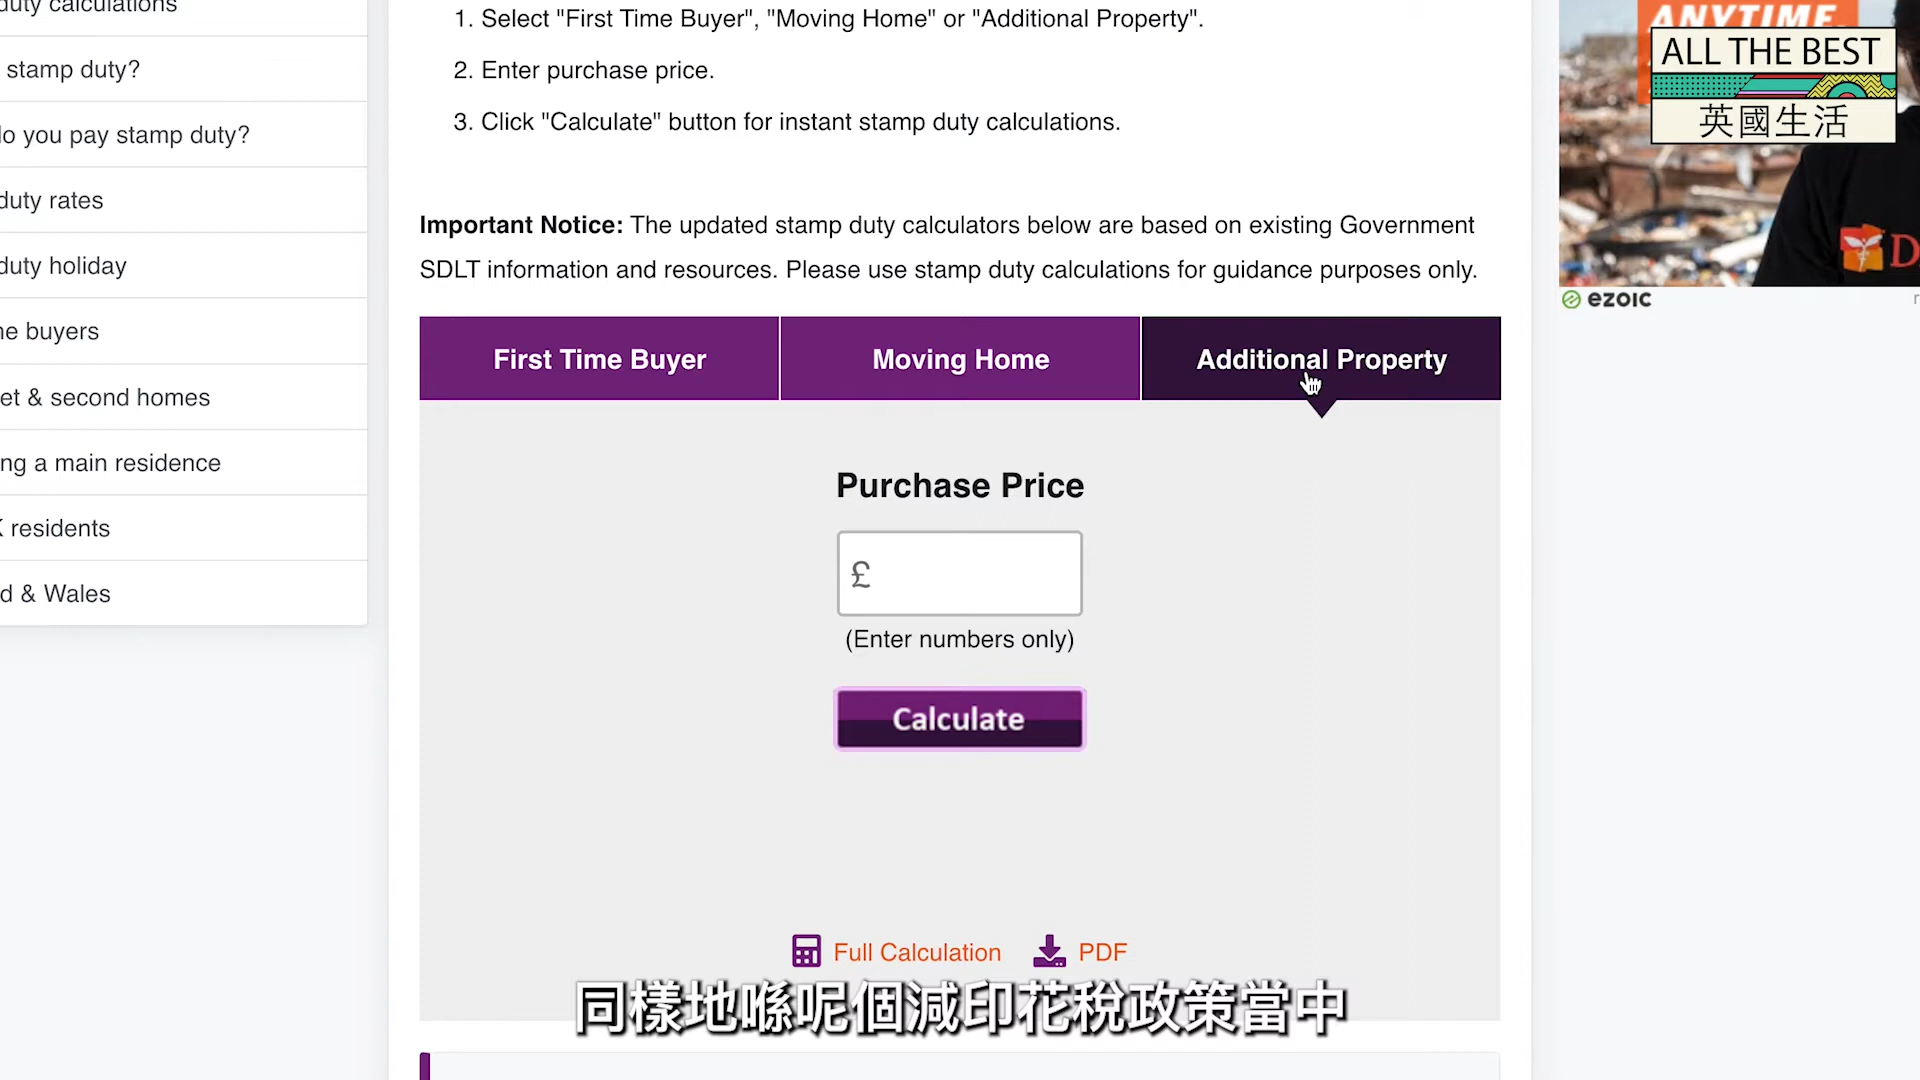 duty calculations
stamp duty?
do you pay stamp duty?
duty rates
duty holiday
me buyers
et & second homes
ng a main residence
K residents
d & Wales
1. Select "First Time Buyer", "Moving Home" or "Additional Property".
2. Enter purchase price.
3. Click "Calculate" button for instant stamp duty calculations.
Important Notice: The updated stamp duty calculators below are based on existing Government
SDLT information and resources. Please use stamp duty calculations for guidance purposes only.
First Time Buyer
Moving Home
Additional Property
Purchase Price
£
(Enter numbers only)
Calculate
Full Calculation
PDF
同樣地喺呢個減印花稅政策當中
ANYTIME
ALL THE BEST
英國生活
D
ezoic